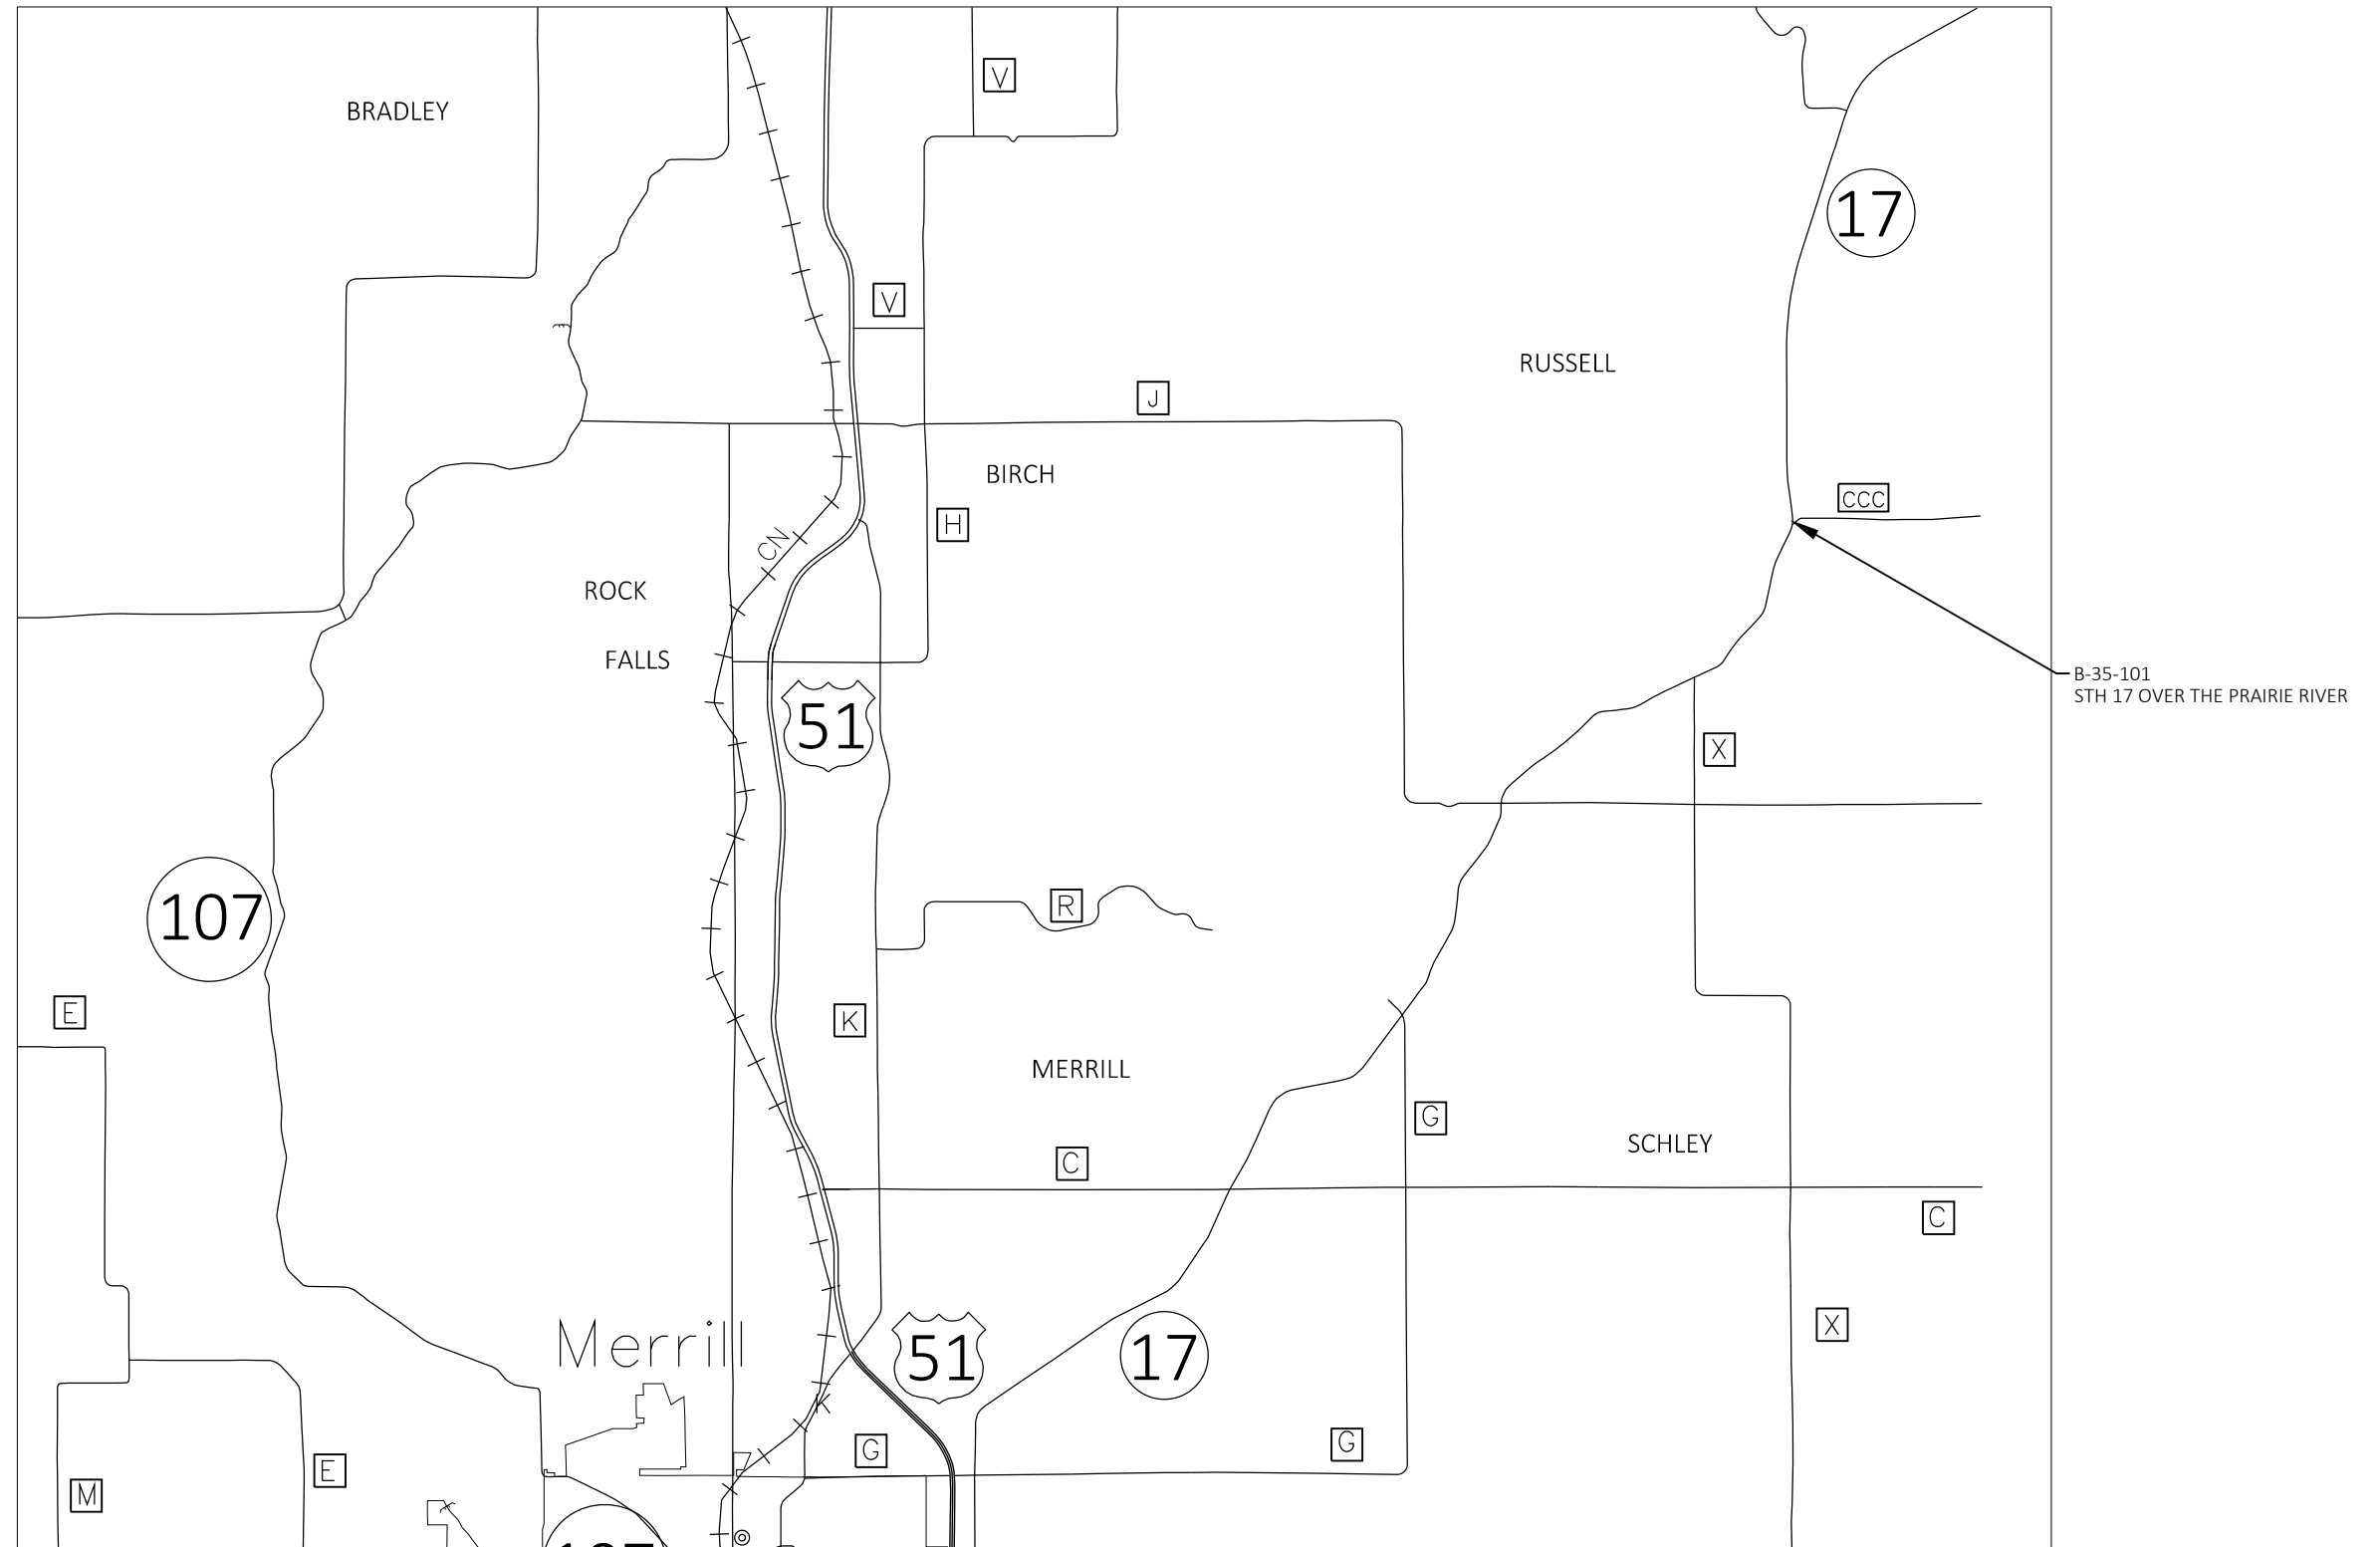 V
BRADLEY
17
V
RUSSELL
J
BIRCH
CCC
H
CN
ROCK
FALLS
B-35-101
STH 17 OVER THE PRAIRIE RIVER
51
X
R
107
E
K
MERRILL
G
SCHLEY
C
C
X
Merrill
51
17
K
G
G
E
M
107